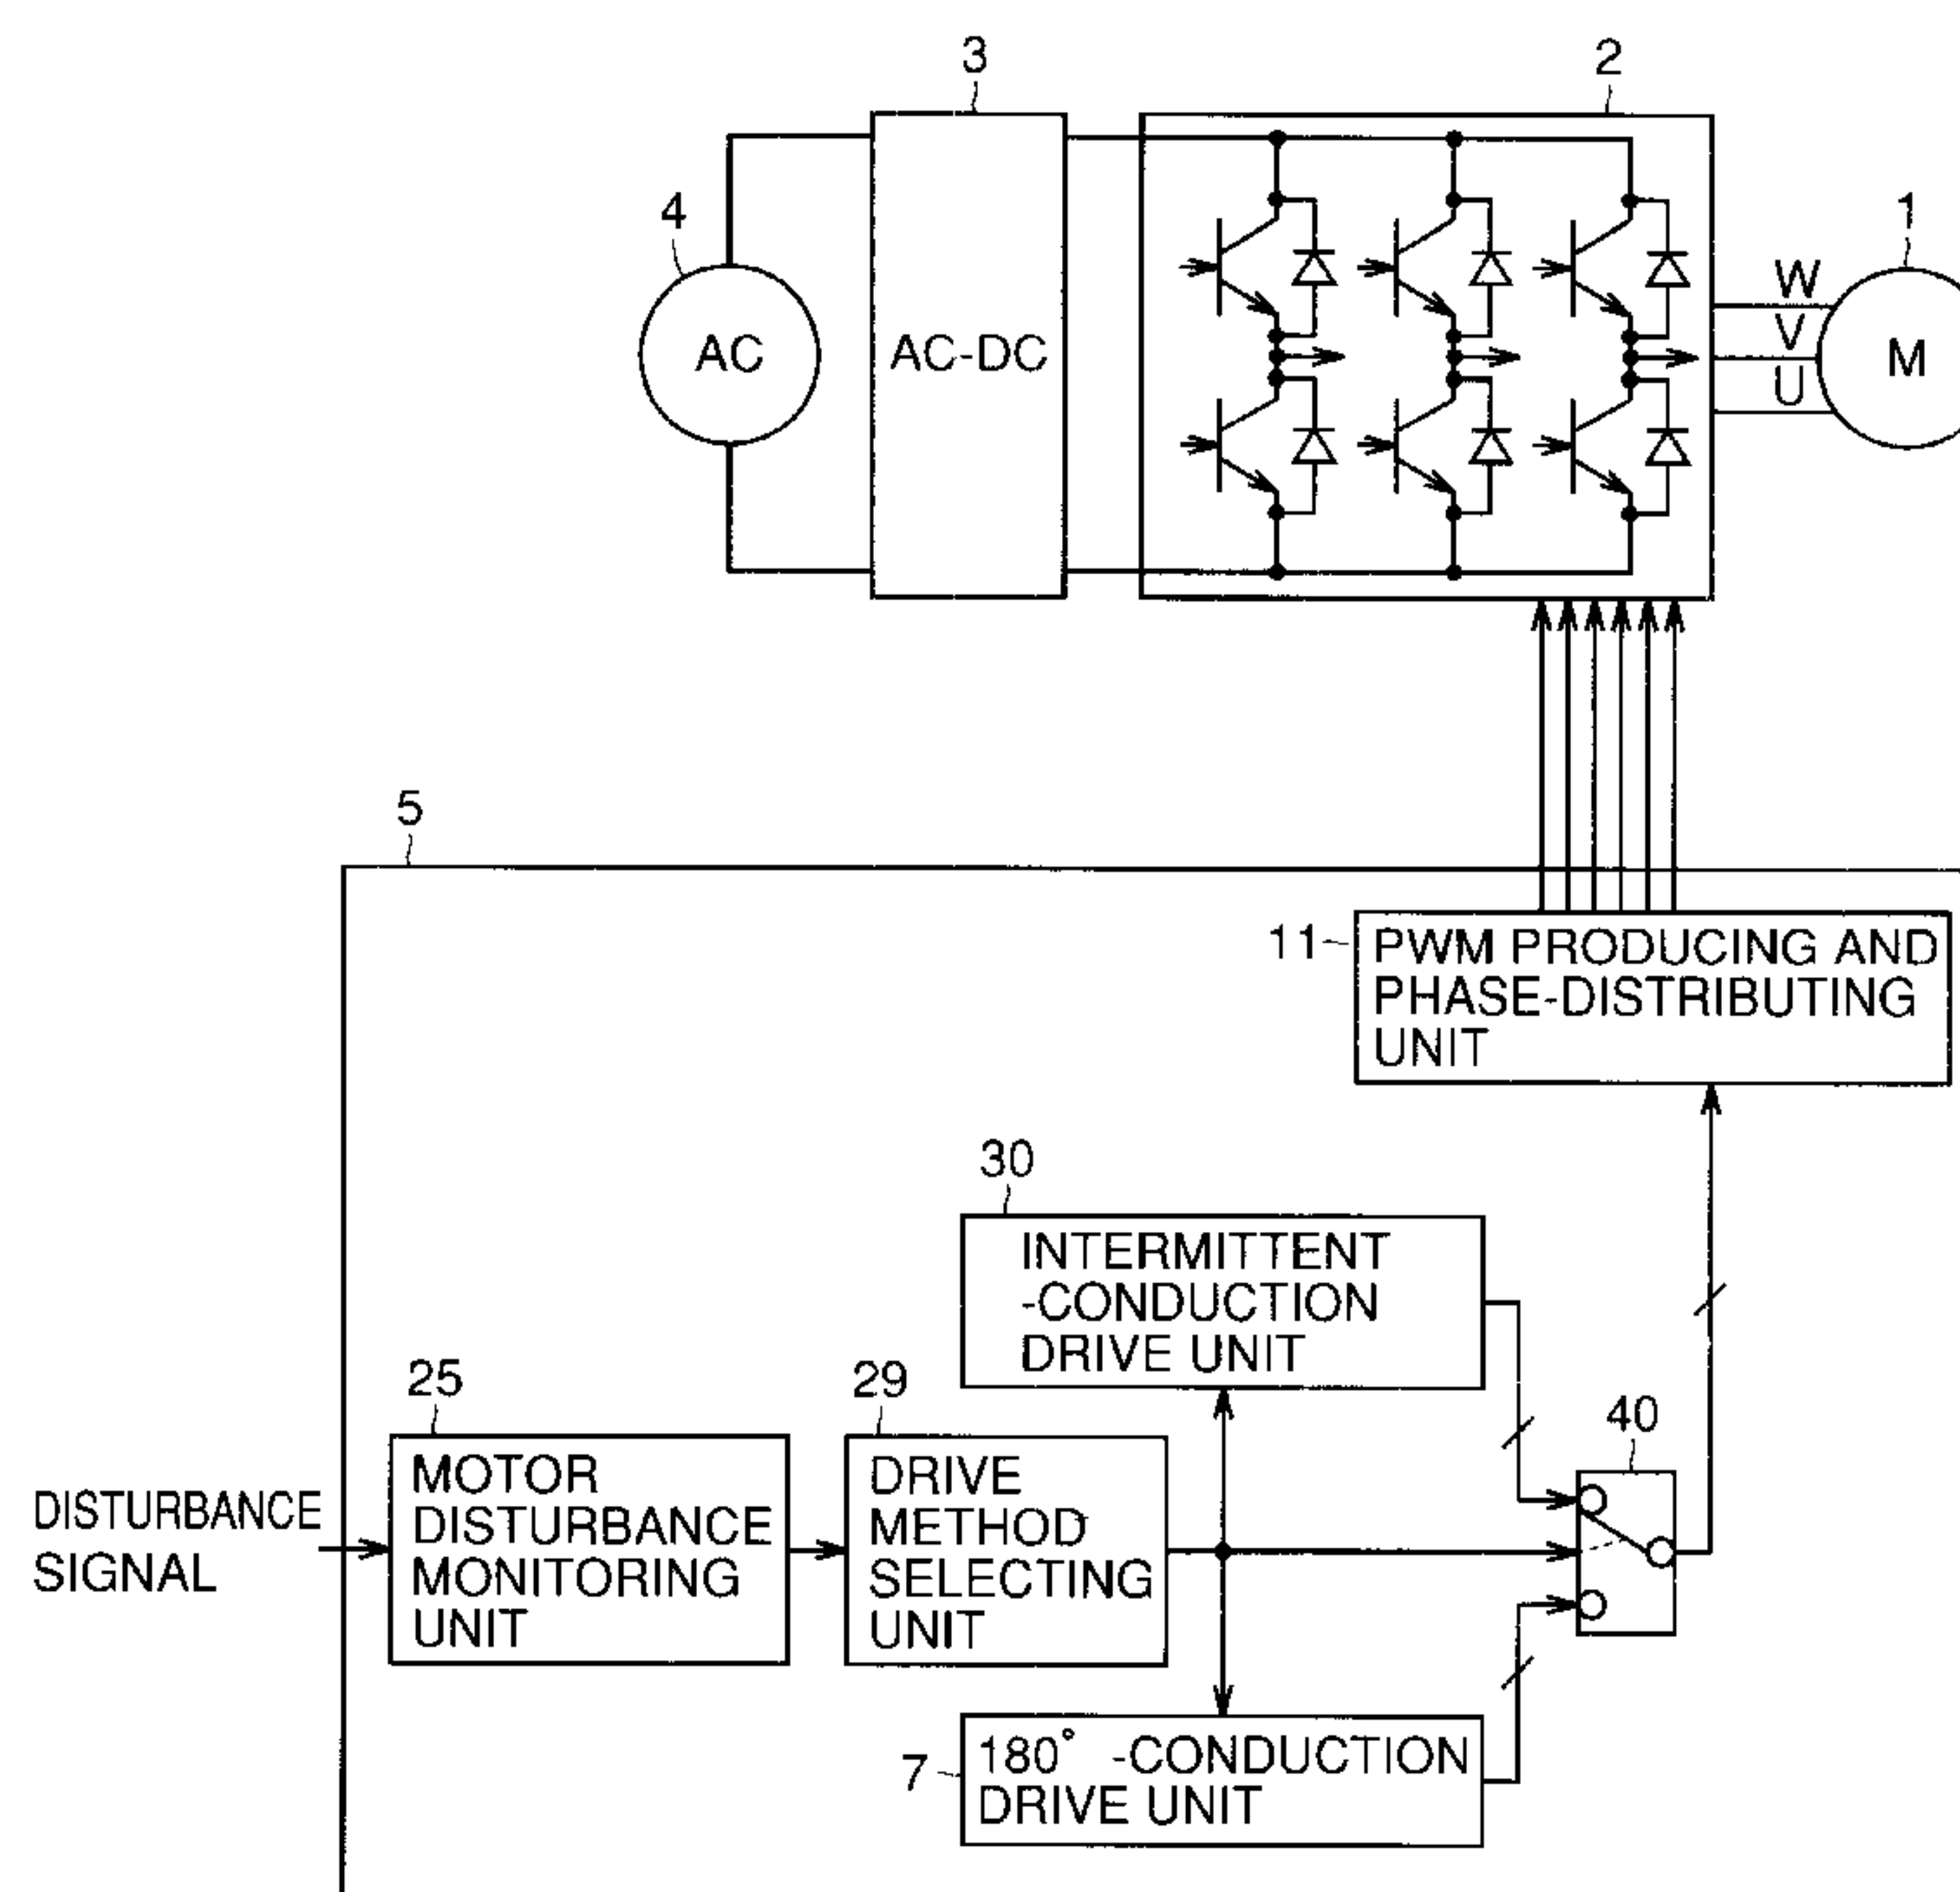 3
2
4
1
AC
AC-DC
W
V
U
M
5
11
PWM PRODUCING AND
PHASE-DISTRIBUTING
UNIT
30
INTERMITTENT
-CONDUCTION
DRIVE UNIT
25
29
40
MOTOR
DISTURBANCE
MONITORING
UNIT
DRIVE
METHOD
SELECTING
UNIT
DISTURBANCE
SIGNAL
7
180° -CONDUCTION
DRIVE UNIT